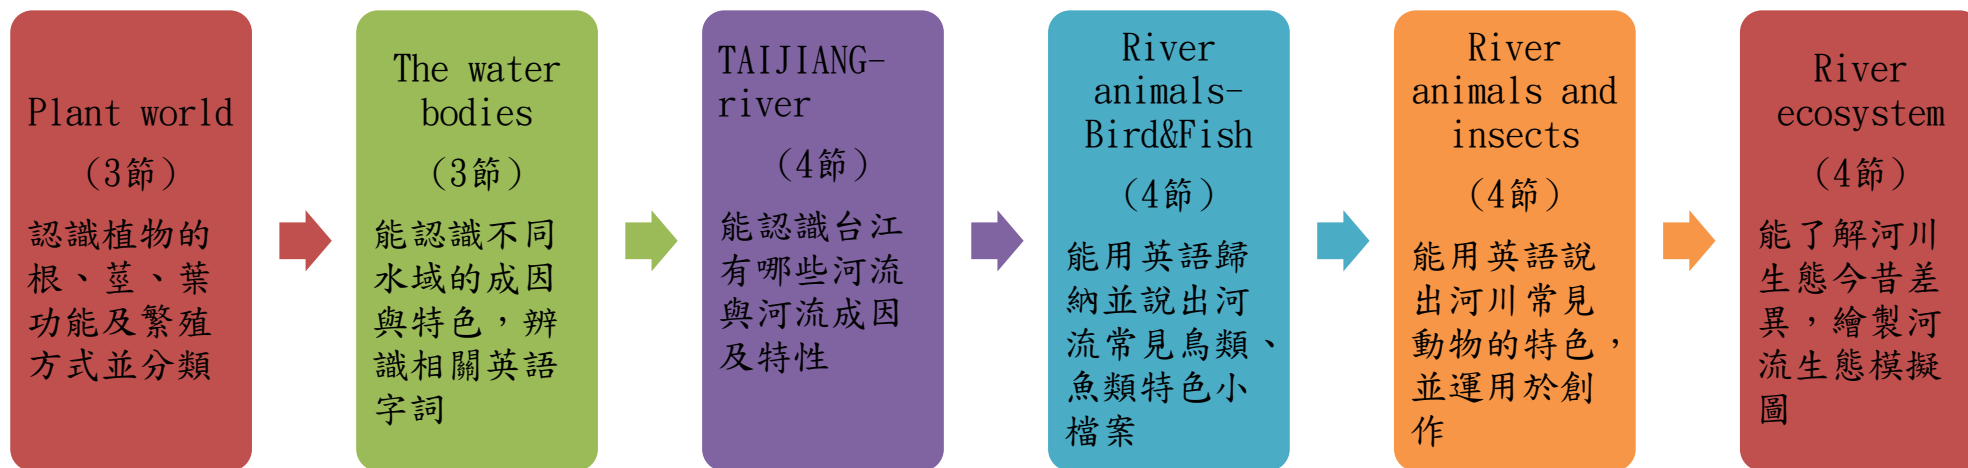 Plant world
(3節)
認識植物的
根、莖、葉
功能及繁殖
方式並分類
The water
bodies
(3節)
能認識不同
水域的成因
與特色，辨
識相關英語
字詞
TAIJIANG-
river
(4節)
能認識台江
有哪些河流
與河流成因
及特性
River
animals-
Bird&Fish
(4節)
能用英語歸
納並說出河
流常見鳥類、
魚類特色小
檔案
River
animals and
insects
(4節)
能用英語說
出河川常見
動物的特色，
並運用於創
作
River
ecosystem
(4節)
能了解河川
生態今昔差
異，繪製河
流生態模擬
圖